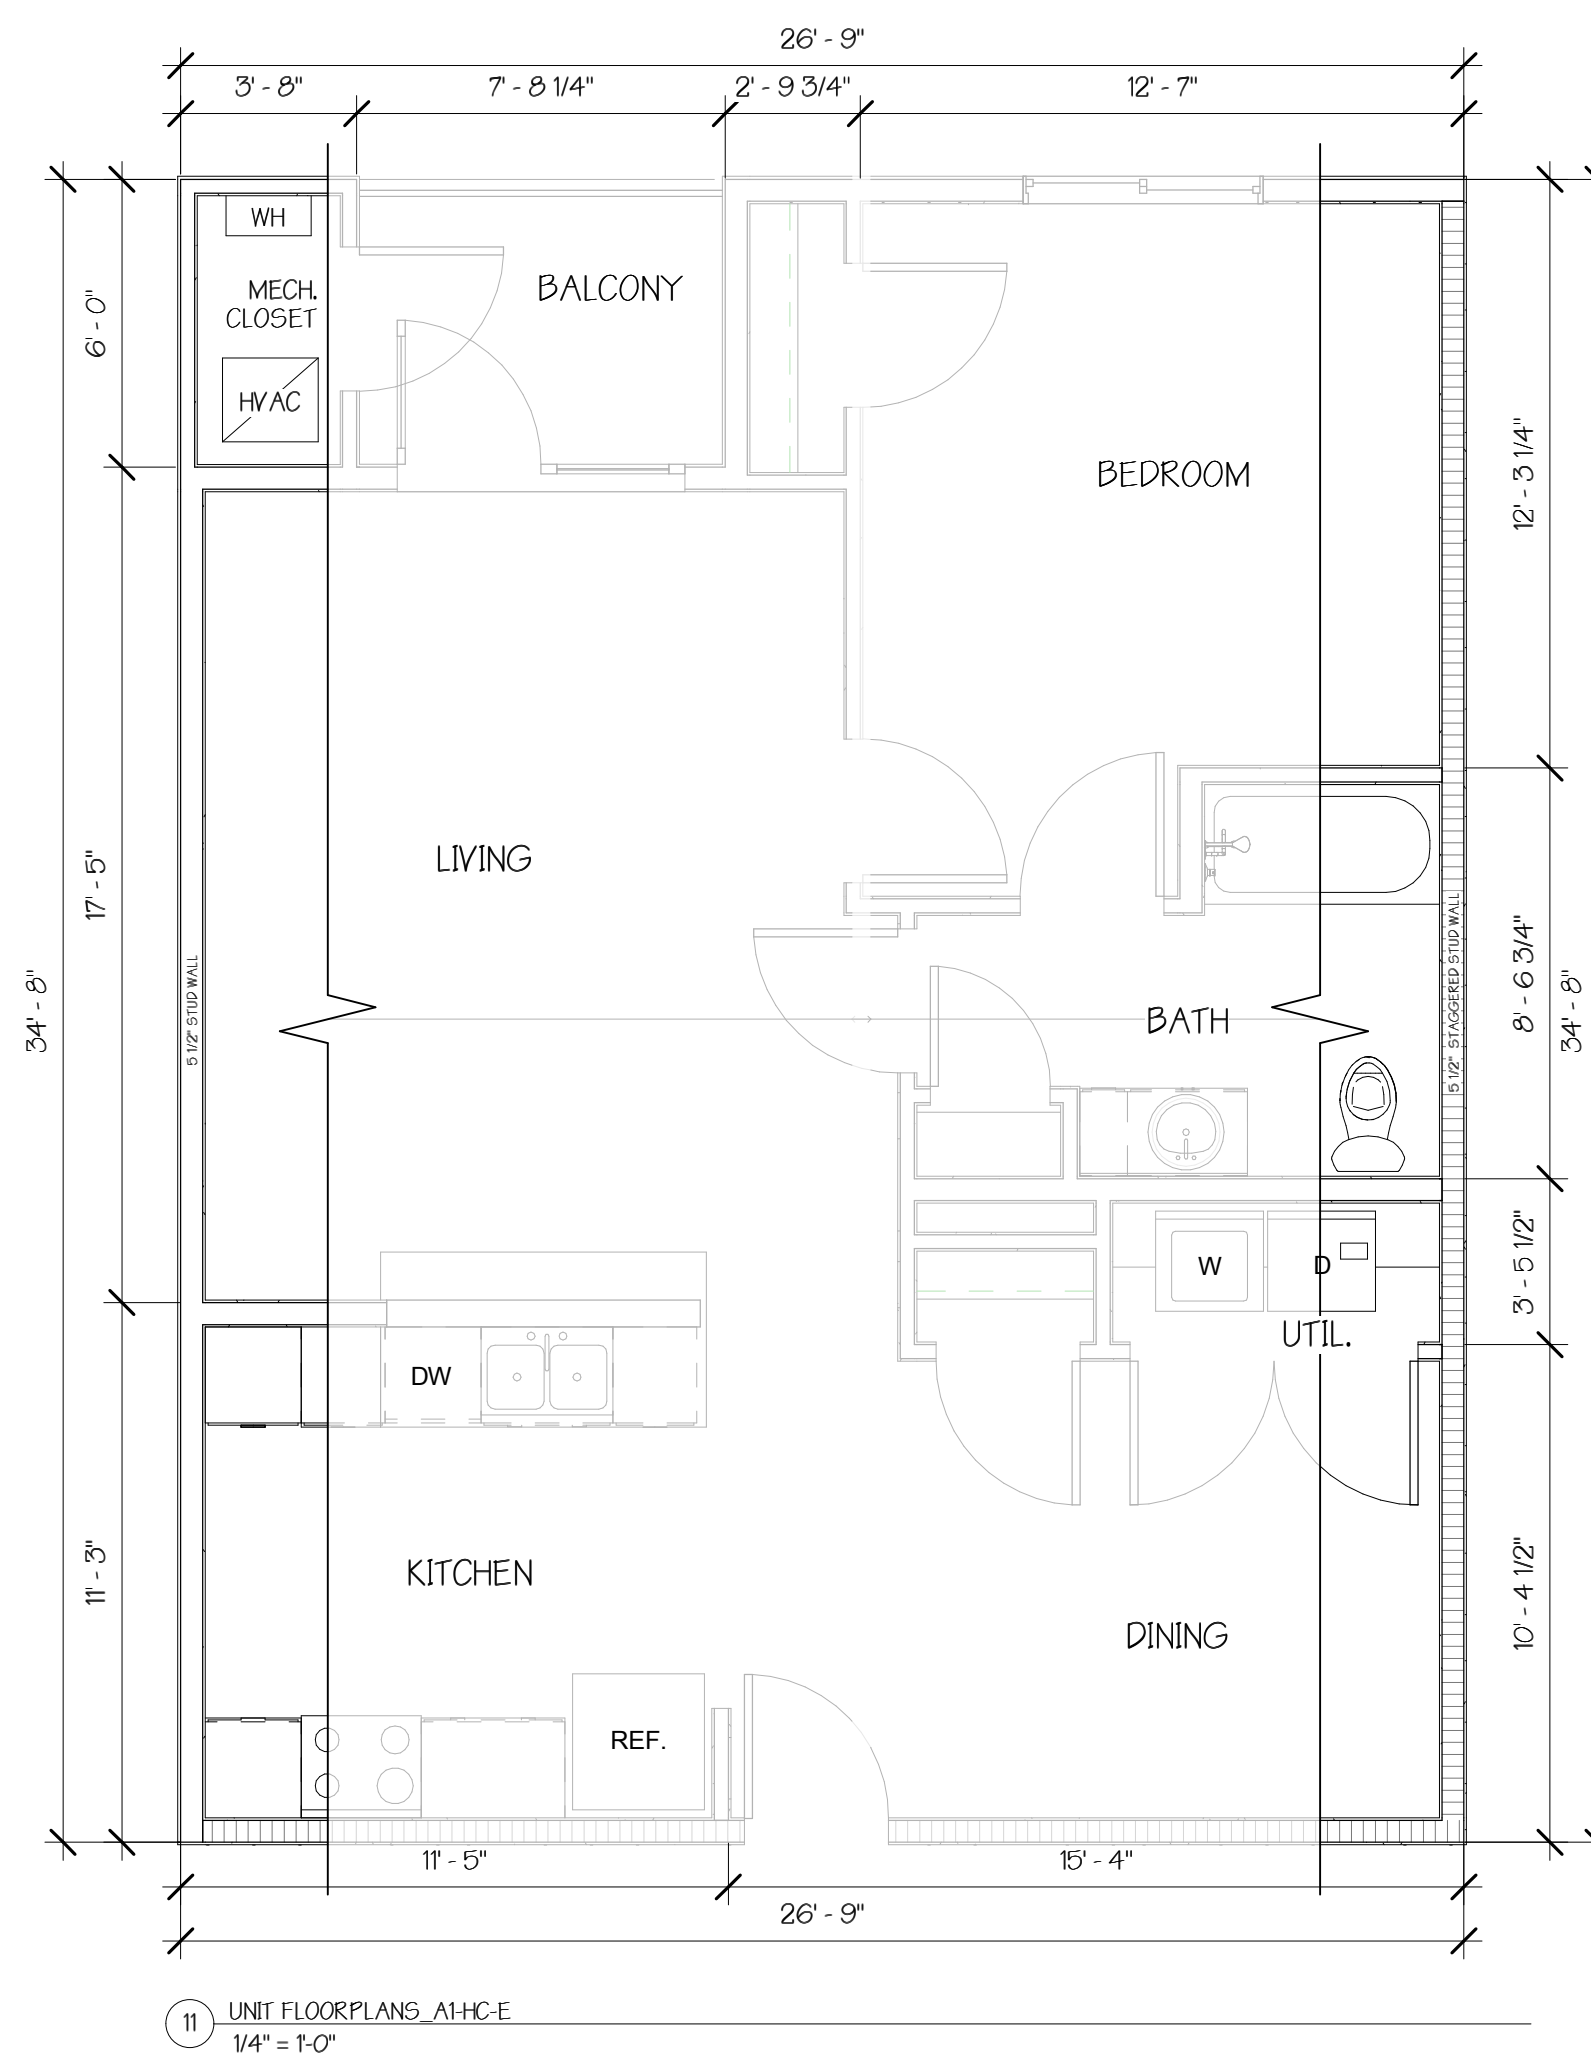 26' - 9"
3' - 8"
7' - 8 1/4"
2' - 9 3/4"
12' - 7"
WH
MECH.
CLOSET
HVAC
BALCONY
6' - 0"
BEDROOM
12' - 3 1/4"
LIVING
17' - 5"
34' - 8"
5 1/2" STUD WALL
BATH
5 1/2" STAGGERED STUD WALL
8' - 6 3/4"
34' - 8"
W
D
UTIL.
3' - 5 1/2"
DW
KITCHEN
11' - 3"
DINING
10' - 4 1/2"
REF.
11' - 5"
15' - 4"
26' - 9"
11
UNIT FLOORPLANS_A1-HC-E
1/4" = 1'-0"